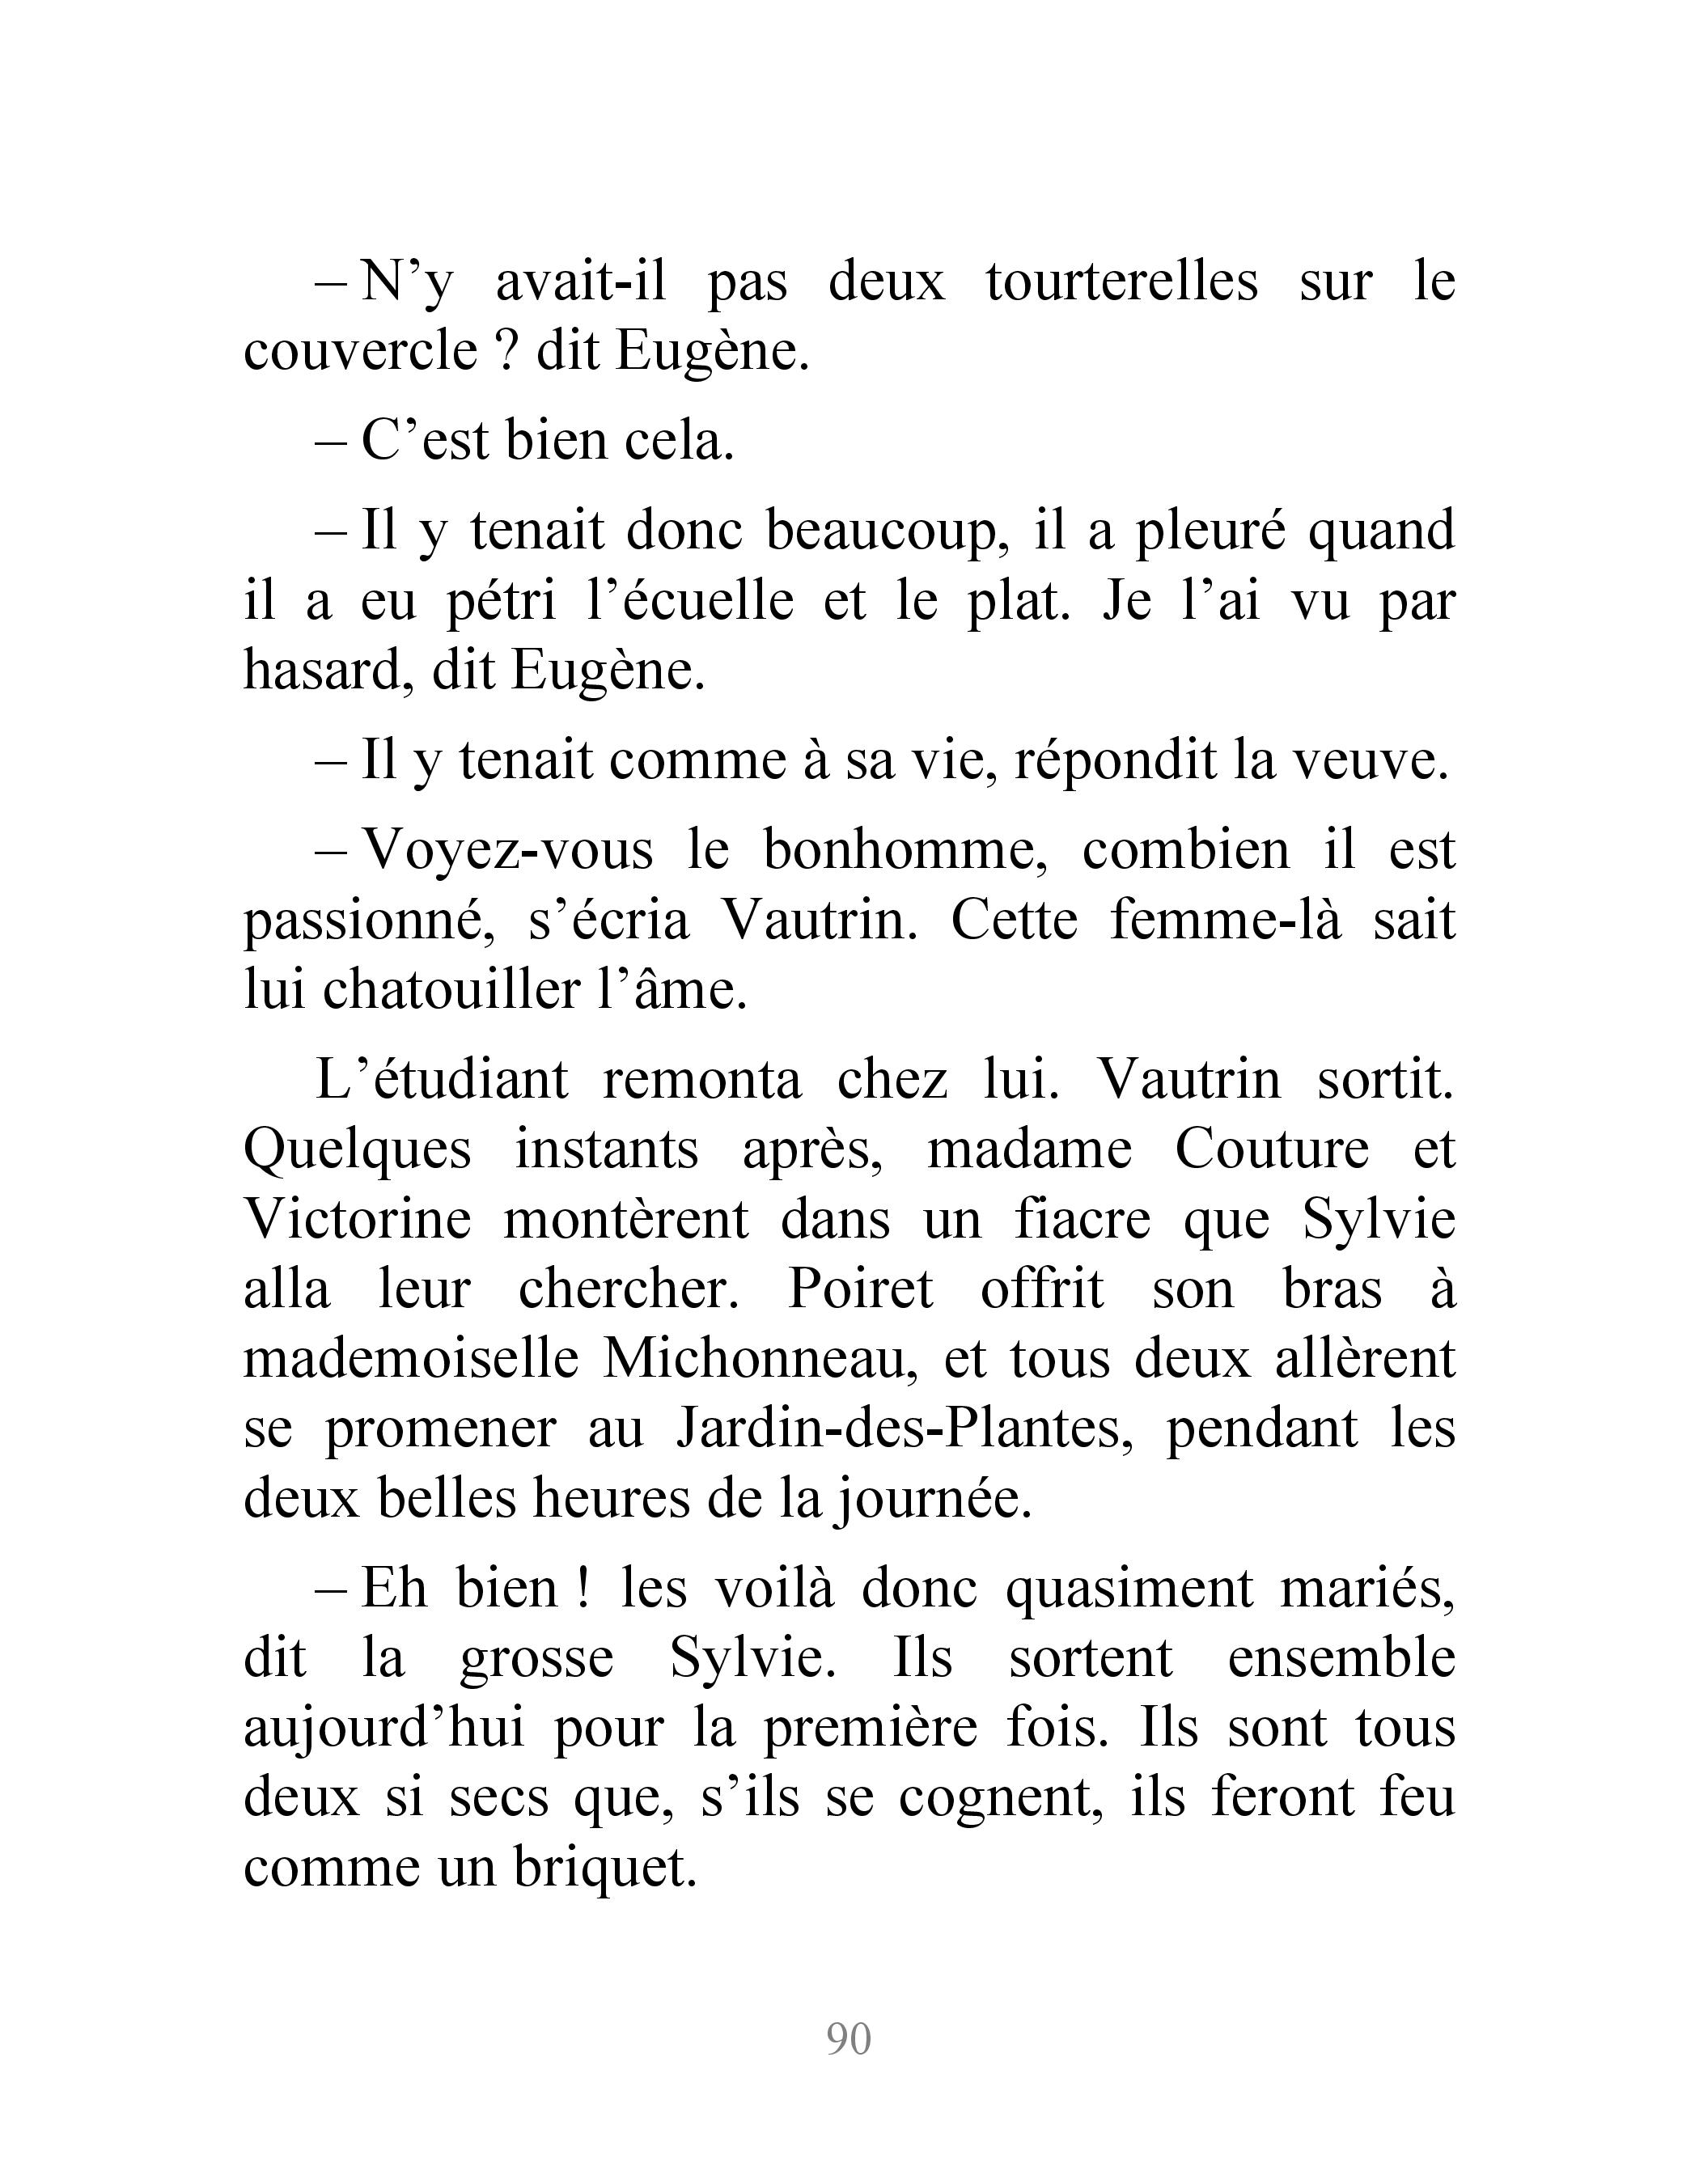 – N’y avait-il pas deux tourterelles sur le
couvercle ? dit Eugène.
– C’est bien cela.
– Il y tenait donc beaucoup, il a pleuré quand
il a eu pétri l’écuelle et le plat. Je l’ai vu par
hasard, dit Eugène.
– Il y tenait comme à sa vie, répondit la veuve.
– Voyez-vous le bonhomme, combien il est
passionné, s’écria Vautrin. Cette femme-là sait
lui chatouiller l’âme.
L’étudiant remonta chez lui. Vautrin sortit.
Quelques instants après, madame Couture et
Victorine montèrent dans un fiacre que Sylvie
alla leur chercher. Poiret offrit son bras à
mademoiselle Michonneau, et tous deux allèrent
se promener au Jardin-des-Plantes, pendant les
deux belles heures de la journée.
– Eh bien ! les voilà donc quasiment mariés,
dit la grosse Sylvie. Ils sortent ensemble
aujourd’hui pour la première fois. Ils sont tous
deux si secs que, s’ils se cognent, ils feront feu
comme un briquet.
90